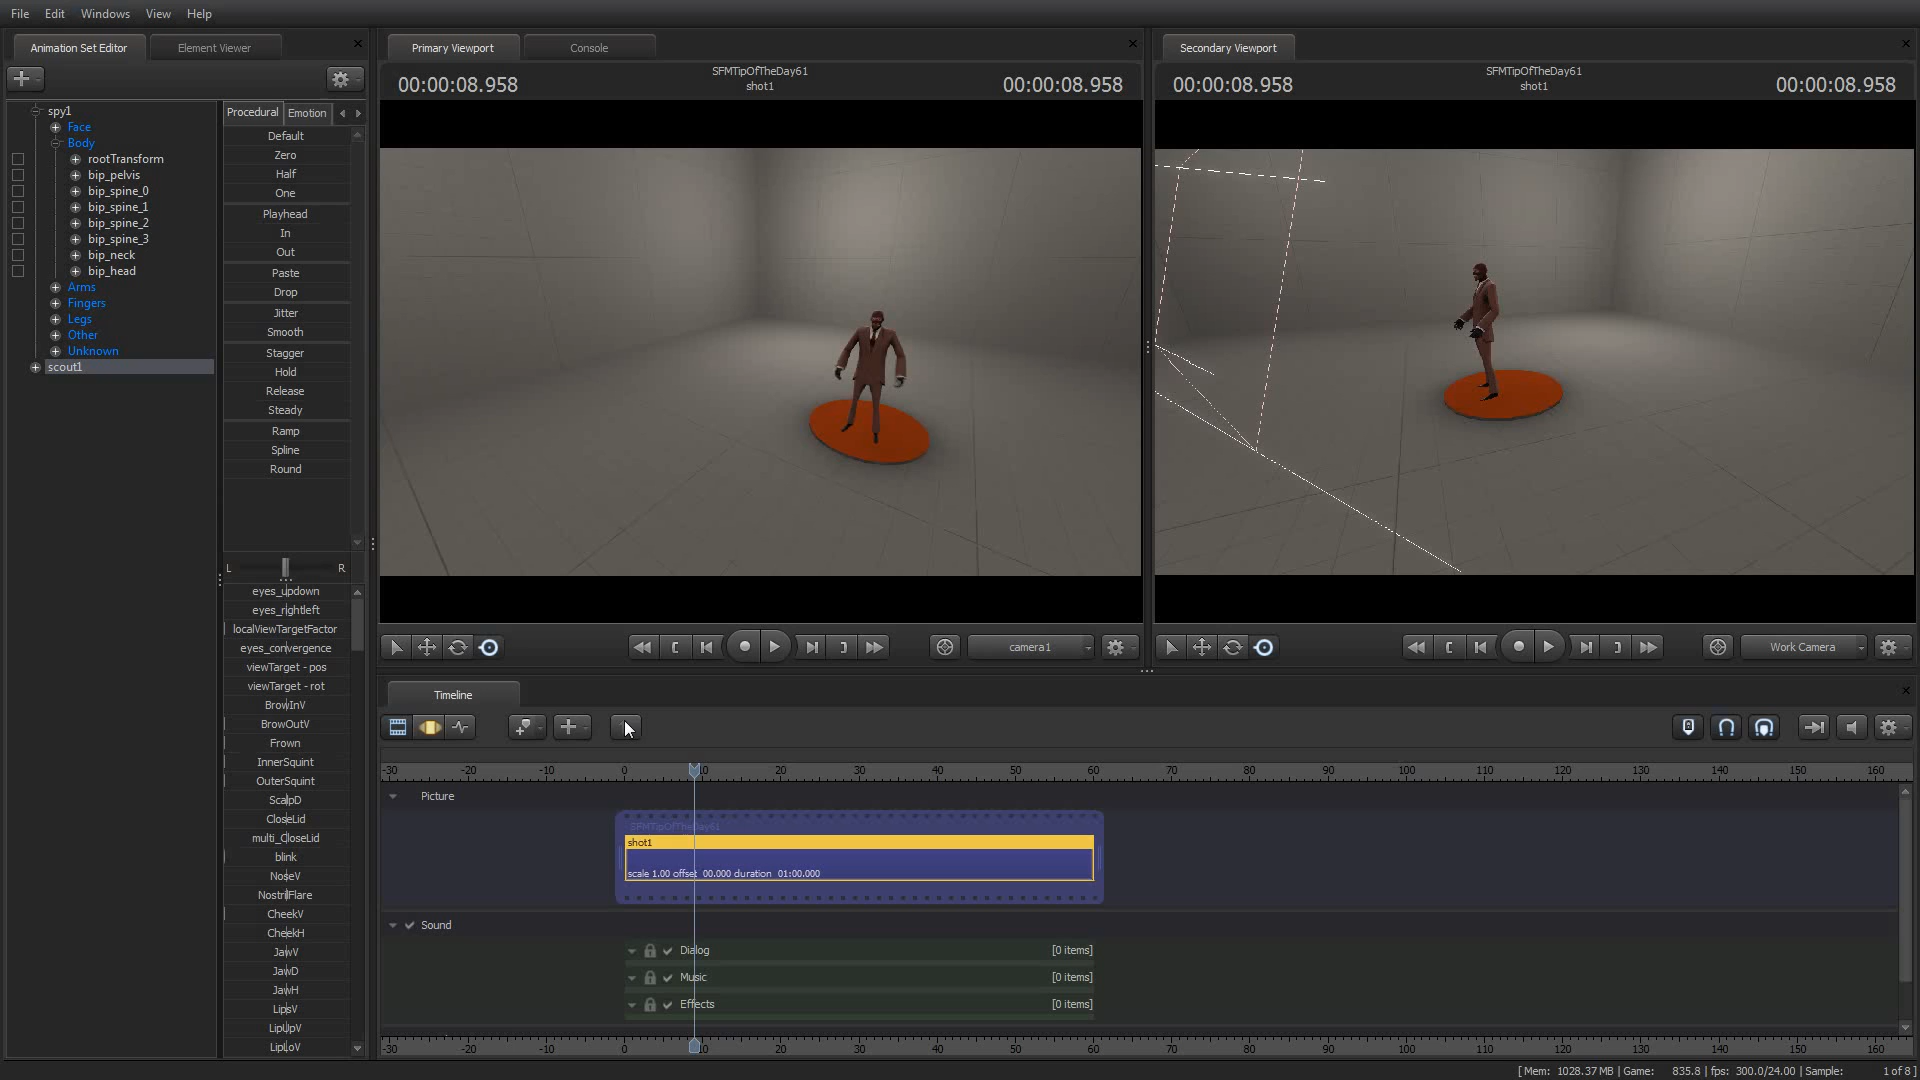 File Edit Windows View Help
Animation Set Editor Element Viewer
spy1
Face
Body
rootTransform
bip_pelvis
bip_spine_0
bip_spine_1
bip_spine_2
bip_spine_3
bip_neck
bip_head
Arms
Fingers
Legs
Other
Unknown
scout1
Procedural Emotion
Default
Zero
Half
One
Playhead
In
Out
Paste
Drop
Jitter
Smooth
Stagger
Hold
Release
Steady
Ramp
Spline
Round
L R
eyes_updown
eyes_rightleft
localViewTargetFactor
eyes_convergence
viewTarget - pos
viewTarget - rot
BrowInV
BrowOutV
Frown
InnerSquint
OuterSquint
ScalpD
CloseLid
multi_CloseLid
blink
NoseV
NostrilFlare
CheekV
CheekH
JawV
JawD
JawH
LipsV
LipUpV
LipLoV
Primary Viewport Console
00:00:08.958 SFMTipOfTheDay61 00:00:08.958
shot1
camera1
Secondary Viewport
00:00:08.958 SFMTipOfTheDay61 00:00:08.958
shot1
Work Camera
Timeline
-30 -20 -10 0 10 20 30 40 50 60 70 80 90 100 110 120 130 140 150 160
Picture
SFMTipOfTheDay61
shot1
scale 1.00 offset 00.000 duration 01:00.000
Sound
Dialog [0 items]
Music [0 items]
Effects [0 items]
-30 -20 -10 0 10 20 30 40 50 60 70 80 90 100 110 120 130 140 150 160
[ Mem: 1028.37 MB | Game: 835.8 | fps: 300.0/24.00 | Sample: 1 of 8 ]